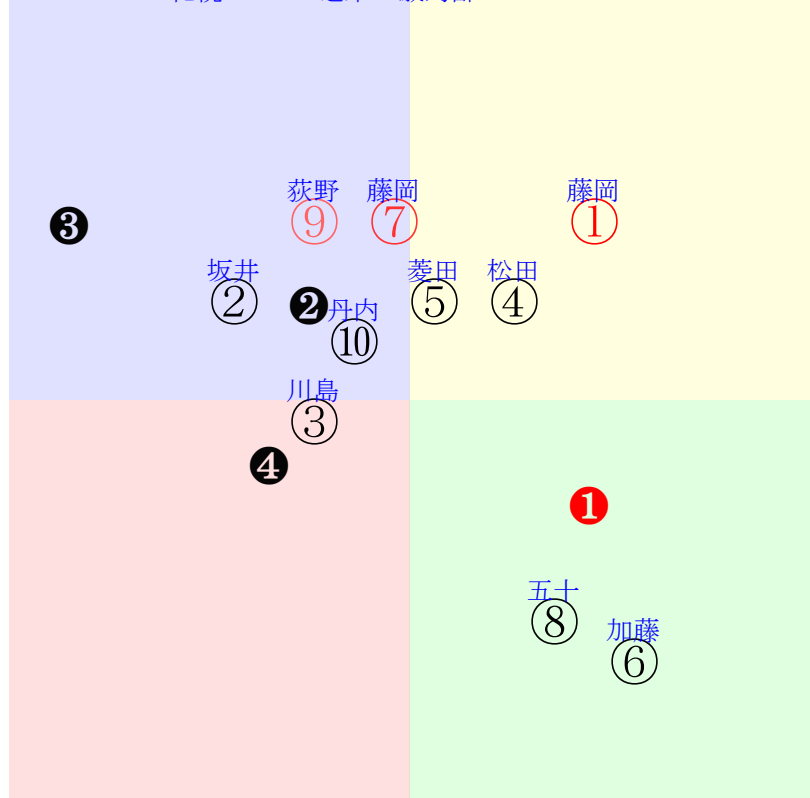 荻野 藤岡 藤岡
❸ ⑨ ⑦ ①
坂井 菱田 松田
② ❷ 丹内 ⑤ ④
⑩
川島
③
❹
❶
五十
⑧ 加藤
⑥